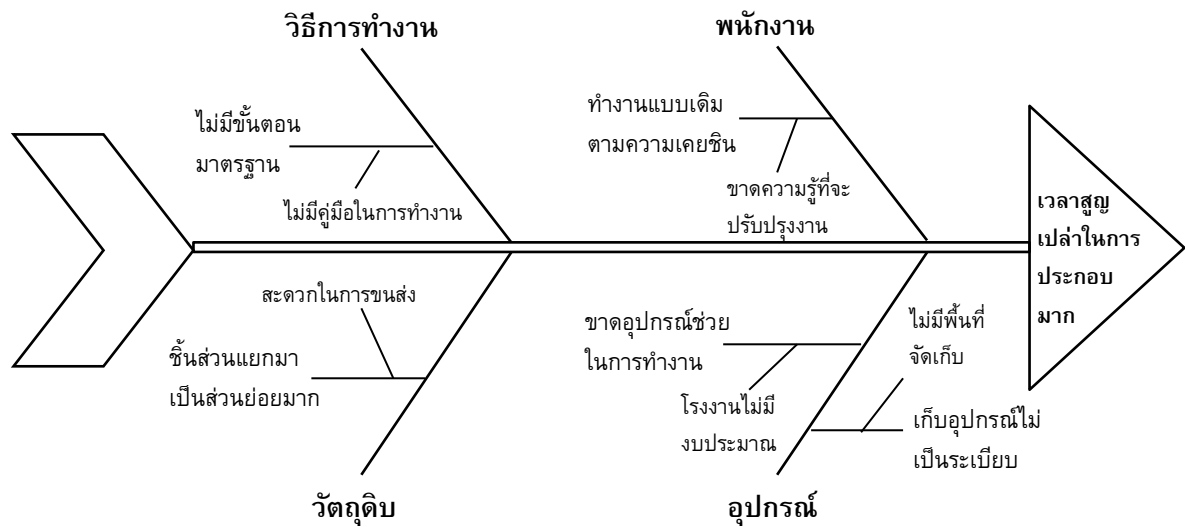 วิธีการทำงาน
พนักงาน
ไม่มีขั้นตอน
มาตรฐาน
ไม่มีคู่มือในการทำงาน
ทำงานแบบเดิม
ตามความเคยชิน
ขาดความรู้ที่จะ
ปรับปรุงงาน
เวลาสูญ
เปล่าในการ
ประกอบ
มาก
สะดวกในการขนส่ง
ชิ้นส่วนแยกมา
เป็นส่วนย่อยมาก
ขาดอุปกรณ์ช่วย
ในการทำงาน
โรงงานไม่มี
งบประมาณ
ไม่มีพื้นที่
จัดเก็บ
เก็บอุปกรณ์ไม่
เป็นระเบียบ
วัตถุดิบ
อุปกรณ์